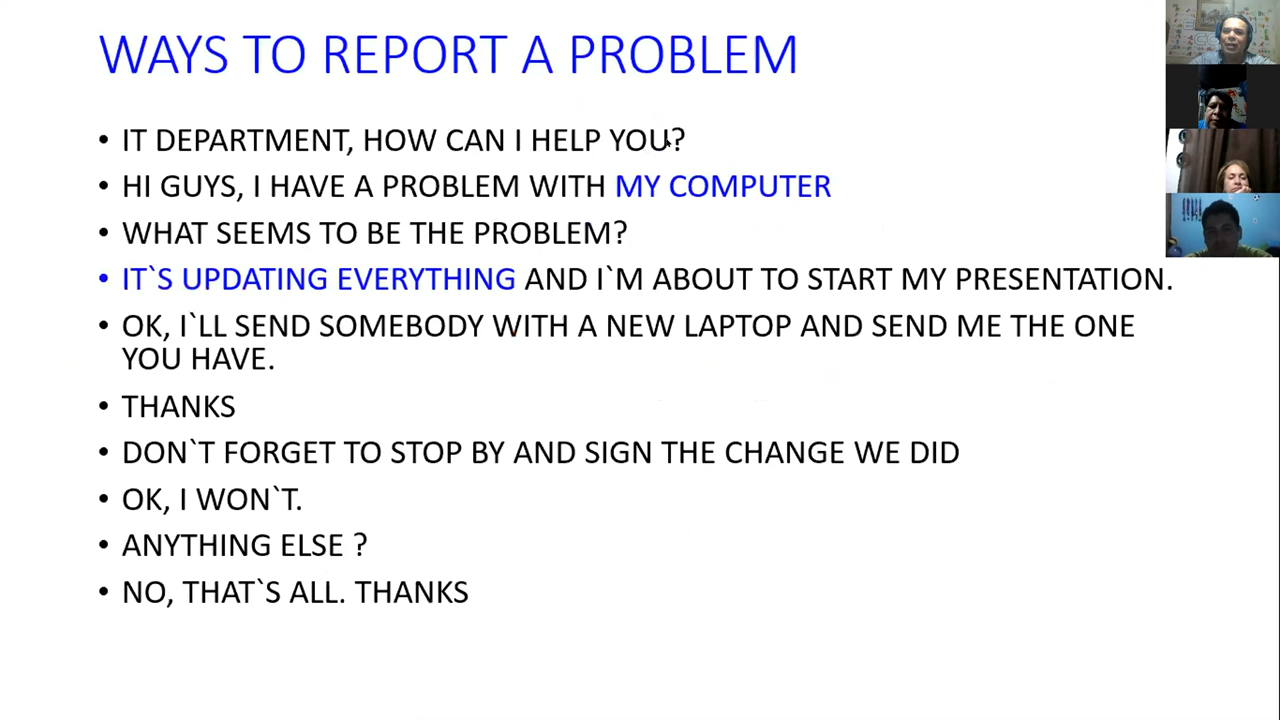 WAYS TO REPORT A PROBLEM
• IT DEPARTMENT, HOW CAN I HELP YOU?
• HI GUYS, I HAVE A PROBLEM WITH MY COMPUTER
• WHAT SEEMS TO BE THE PROBLEM?
• IT`S UPDATING EVERYTHING AND I`M ABOUT TO START MY PRESENTATION.
• OK, I`LL SEND SOMEBODY WITH A NEW LAPTOP AND SEND ME THE ONE
YOU HAVE.
• THANKS
• DON`T FORGET TO STOP BY AND SIGN THE CHANGE WE DID
• OK, I WON`T.
• ANYTHING ELSE ?
• NO, THAT`S ALL. THANKS